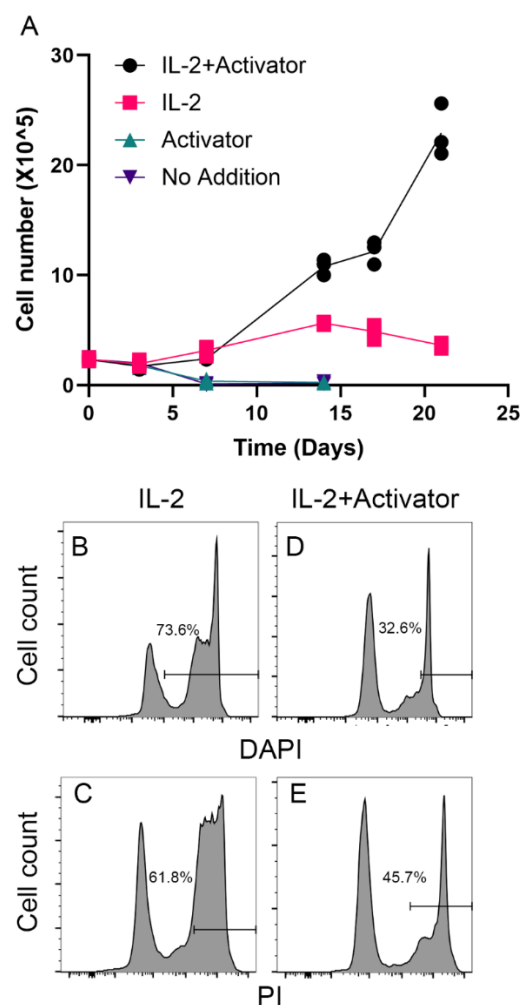 A
IL-2+Activator
IL-2
Activator
No Addition
Cell number (X10^5)
30
20
10
0
0 5 10 15 20 25
Time (Days)
IL-2 IL-2+Activator
B D
73.6% 32.6%
Cell count
DAPI
C E
61.8% 45.7%
Cell count
PI